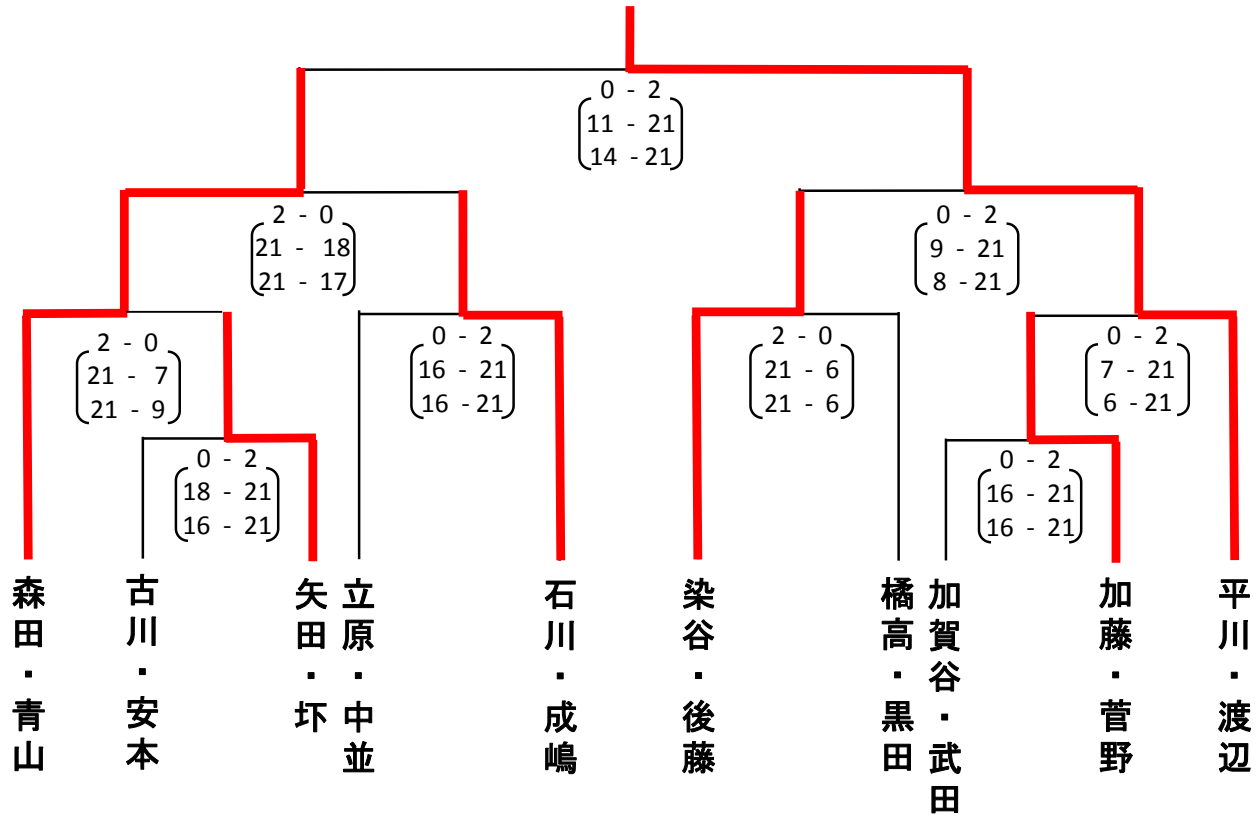 0 - 2
11 - 21
14 - 21
2 - 0
21 - 18
21 - 17
0 - 2
9 - 21
8 - 21
2 - 0
21 - 7
21 - 9
0 - 2
16 - 21
16 - 21
2 - 0
21 - 6
21 - 6
0 - 2
7 - 21
6 - 21
0 - 2
18 - 21
16 - 21
0 - 2
16 - 21
16 - 21
森田・青山
古川・安本
矢田・圷
立原・中並
石川・成嶋
染谷・後藤
橘高・黒田
加賀谷・武田
加藤・菅野
平川・渡辺